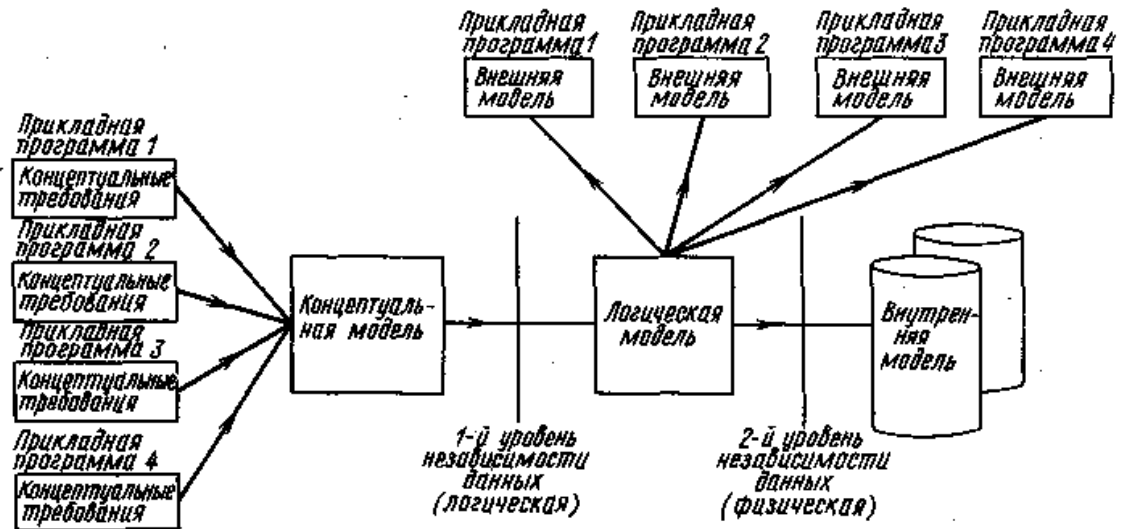 Прикладная
программа 1
Внешняя
модель
Прикладная
программа 2
Внешняя
модель
Прикладная
программа 3
Внешняя
модель
Прикладная
программа 4
Внешняя
модель
Прикладная
программа 1
Концептуальные
требования
Прикладная
программа 2
Концептуальные
требования
Прикладная
программа 3
Концептуальные
требования
Прикладная
программа 4
Концептуальные
требования
Концептуаль-
ная модель
Логическая
модель
Внутрен-
няя
модель
1-й уровень
независимости
данных
(логическая)
2-й уровень
независимости
данных
(физическая)